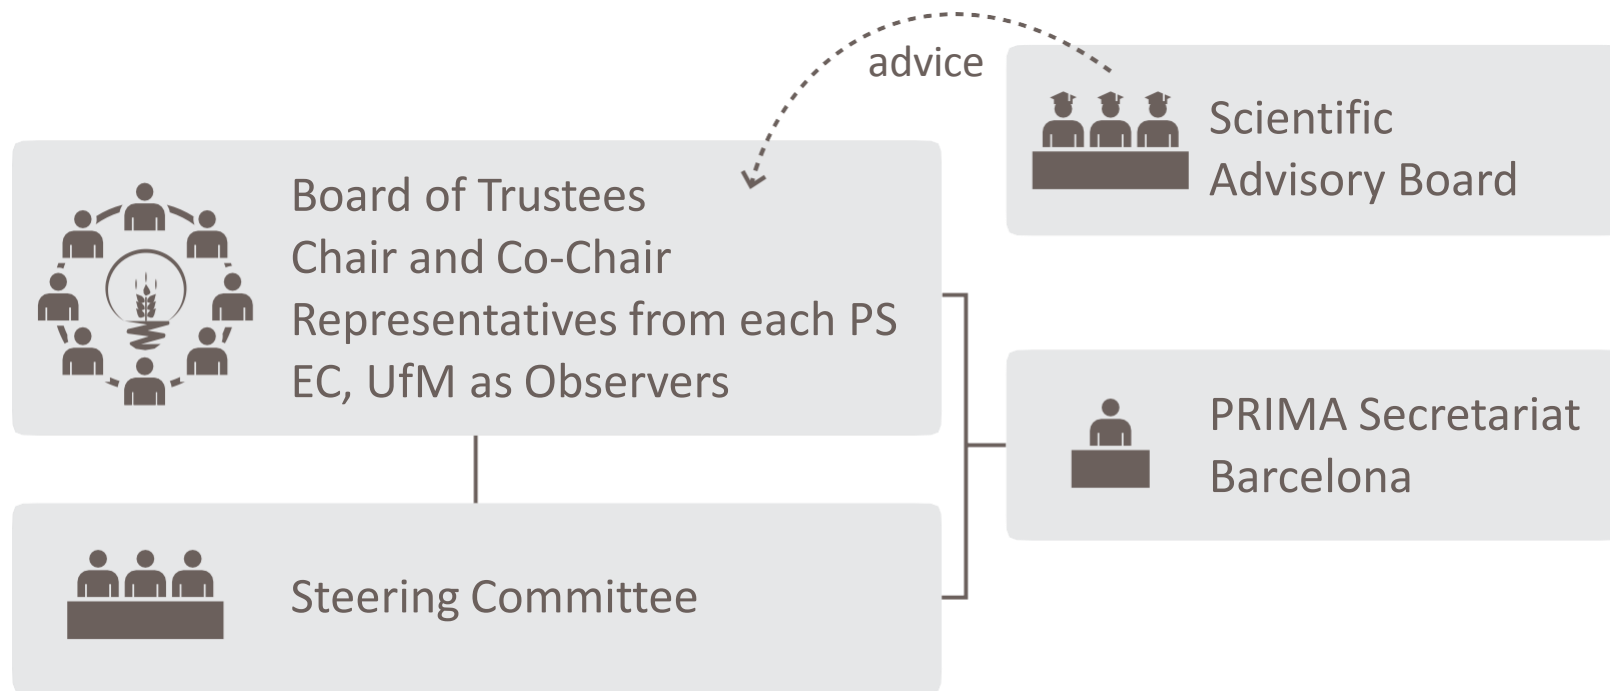 advice
Scientific
Advisory Board
Board of Trustees
Chair and Co-Chair
Representatives from each PS
EC, UfM as Observers
PRIMA Secretariat
Barcelona
Steering Committee